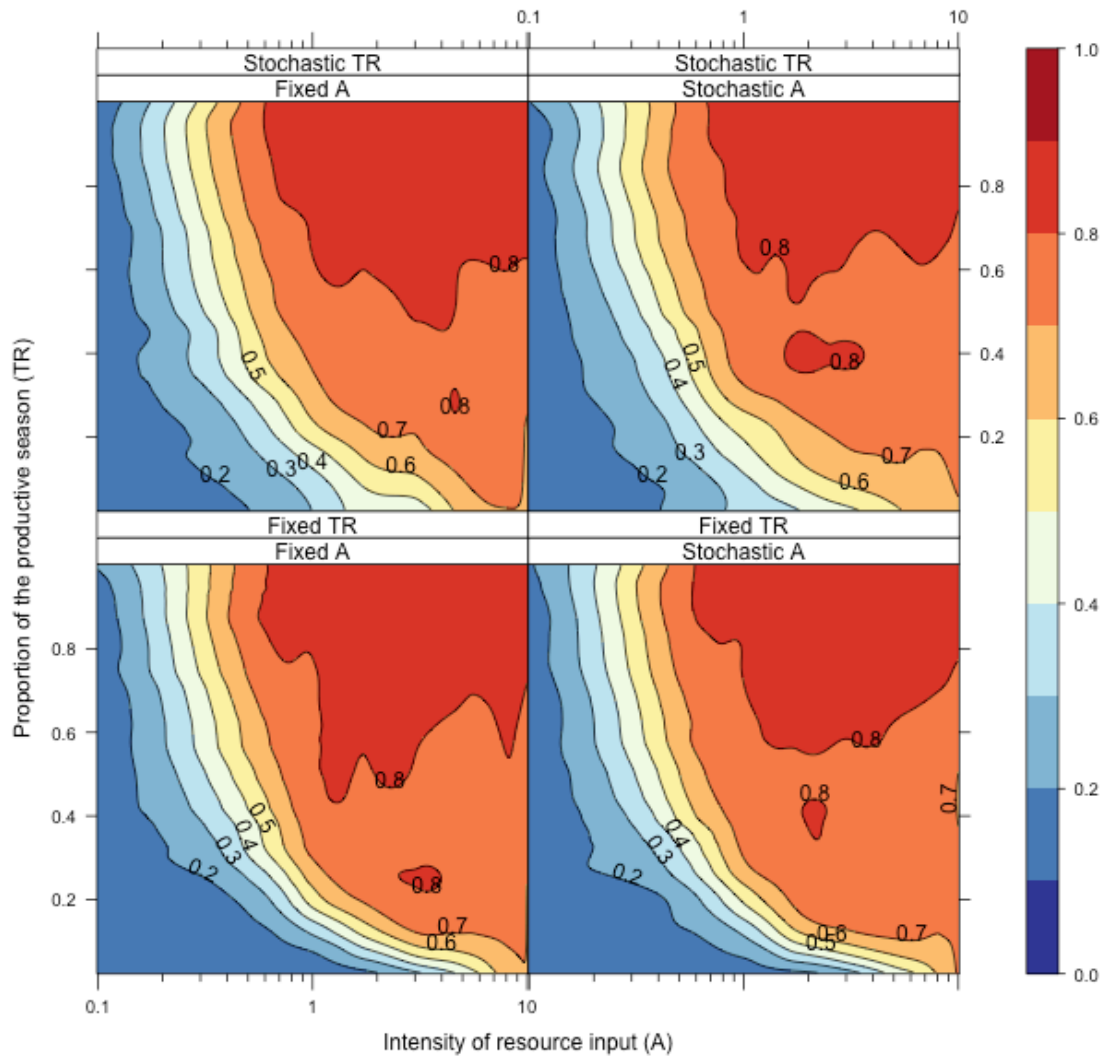 0.1 1 10
Stochastic TR Stochastic TR
Fixed A Stochastic A
1.0
0.8
0.6
0.4
0.2
0.0
0.8
0.6
0.4
0.2
0.8 0.8
0.5 0.5
0.4 0.8
0.8
0.7 0.7
0.2 0.3 0.4 0.6 0.2 0.3 0.6
Fixed TR Fixed TR
Fixed A Stochastic A
0.8
0.6
0.4
0.2
0.8 0.8
0.8 0.7
0.5 0.4 0.3 0.4 0.3
0.2 0.8 0.2
0.7 0.6 0.6 0.5 0.7
0.1 1 10
Intensity of resource input (A)
Proportion of the productive season (TR)